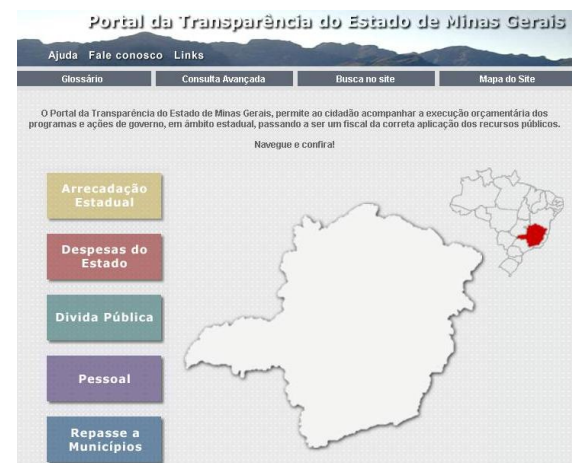 Portal da Transparência do Estado de Minas Gerais
Ajuda Fale conosco Links
Glossário Consulta Avançada Busca no site Mapa do Site
O Portal da Transparência do Estado de Minas Gerais, permite ao cidadão acompanhar a execução orçamentária dos
programas e ações de governo, em âmbito estadual, passando a ser um fiscal da correta aplicação dos recursos públicos.
Navegue e confira!
Arrecadação
Estadual
Despesas do
Estado
Dívida Pública
Pessoal
Repasse a
Municípios